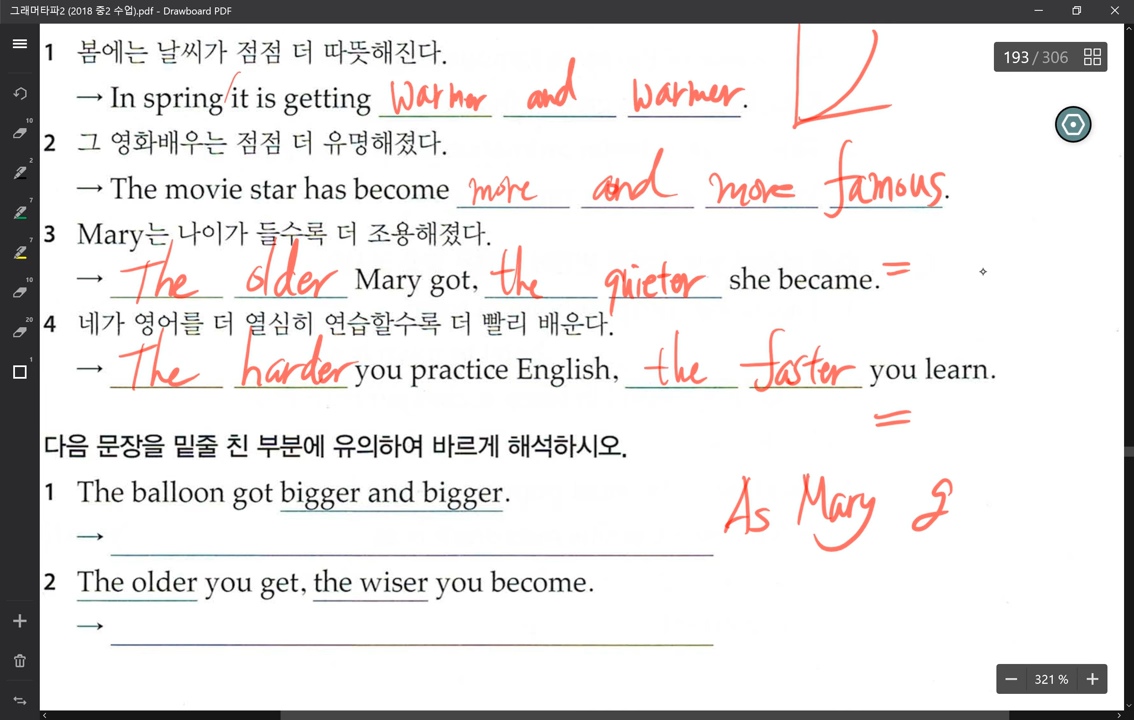 그래머타파2 (2018 중2 수업).pdf - Drawboard PDF
193 / 306
1 봄에는 날씨가 점점 더 따뜻해진다.
→ In spring/it is getting warmer and warmer.
2 그 영화배우는 점점 더 유명해졌다.
→ The movie star has become more and more famous.
3 Mary는 나이가 들수록 더 조용해졌다.
→ The older Mary got, the quieter she became. =
4 네가 영어를 더 열심히 연습할수록 더 빨리 배운다.
→ The harder you practice English, the faster you learn.
=
다음 문장을 밑줄 친 부분에 유의하여 바르게 해석하시오.
1 The balloon got bigger and bigger.
As Mary g
→
2 The older you get, the wiser you become.
→
321 %
10
2
7
7
10
20
1